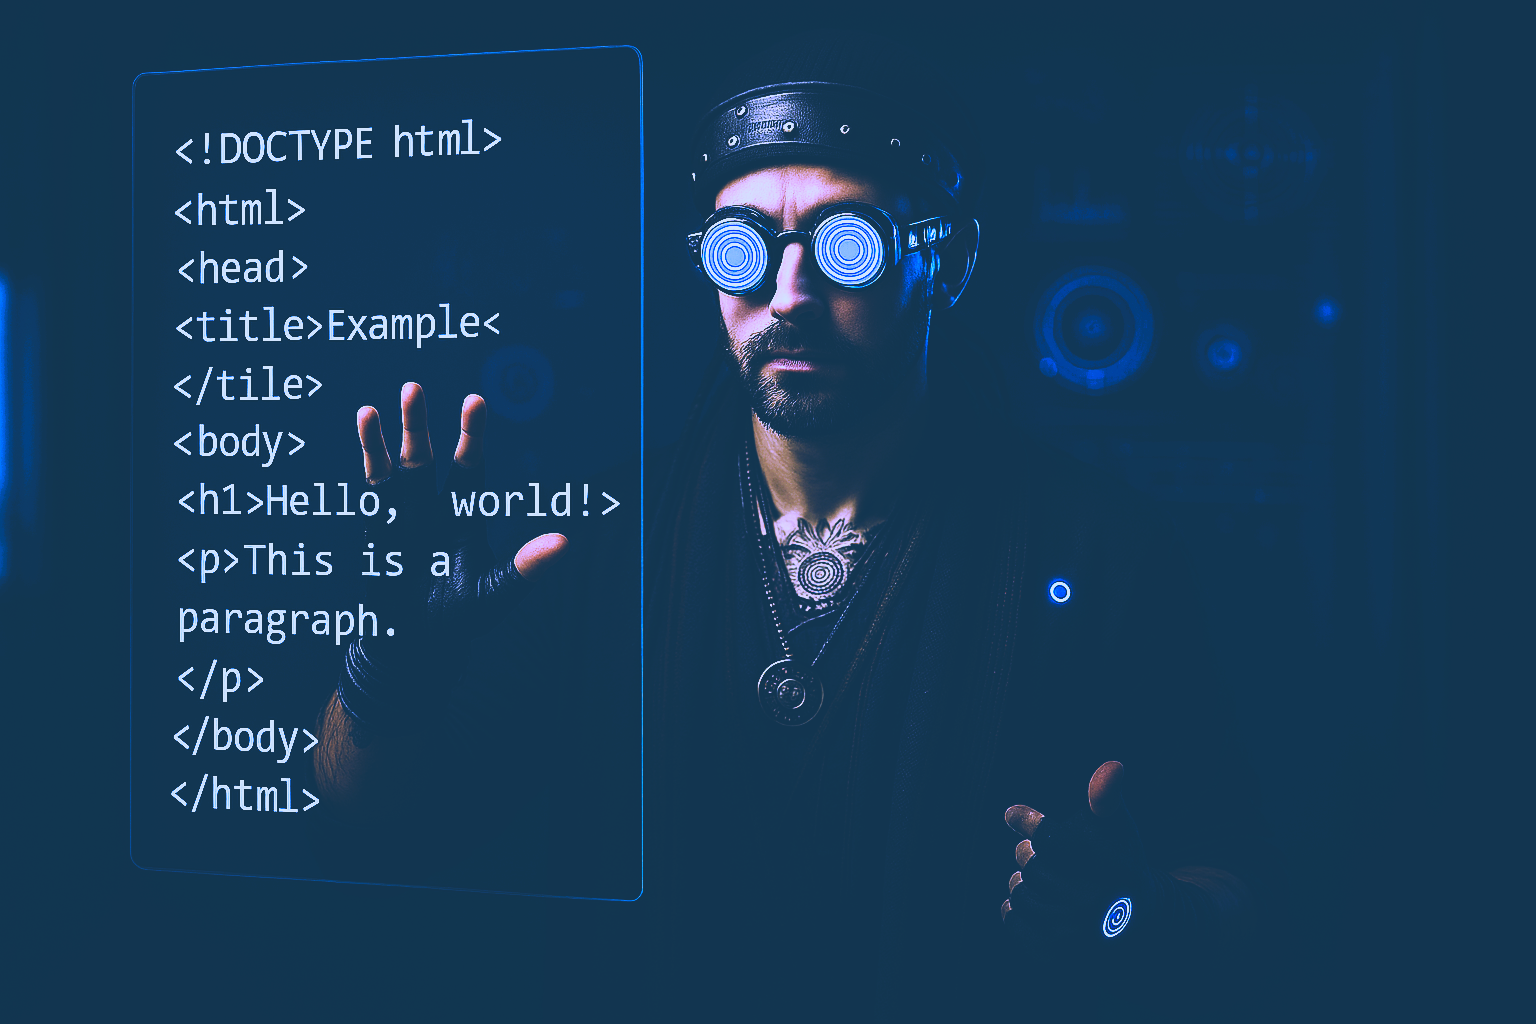 <!DOCTYPE html>
<html>
<head>
<title>Example<
</tile>
<body>
<h1>Hello, world!>
<p>This is a
paragraph.
</p>
</body>
</html>